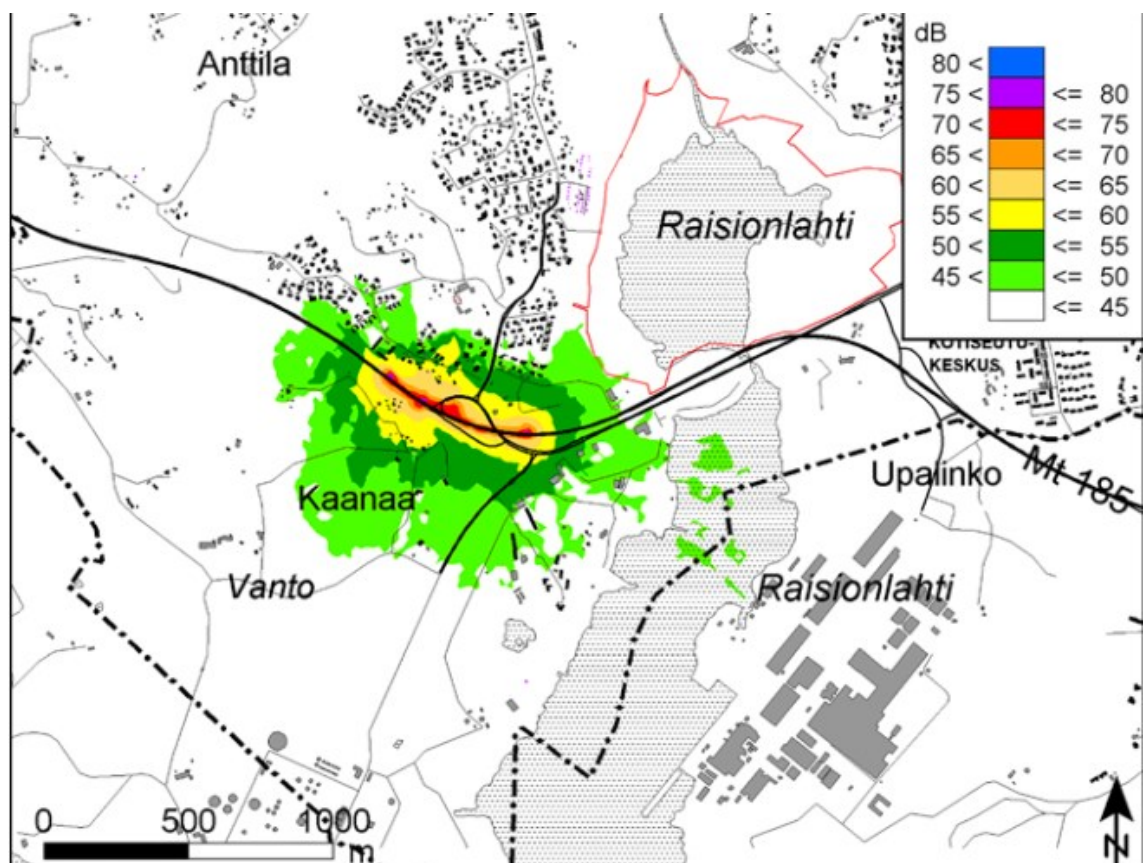 Anttila
dB
80 <
75 < <= 80
70 < <= 75
65 < <= 70
60 < <= 65
55 < <= 60
50 < <= 55
45 < <= 50
<= 45
Raisionlahti
KOTISEUTU-
KESKUS
Upalinko
Mt 185
Kaanaa
Vanto
Raisionlahti
0 500 1000
m
N